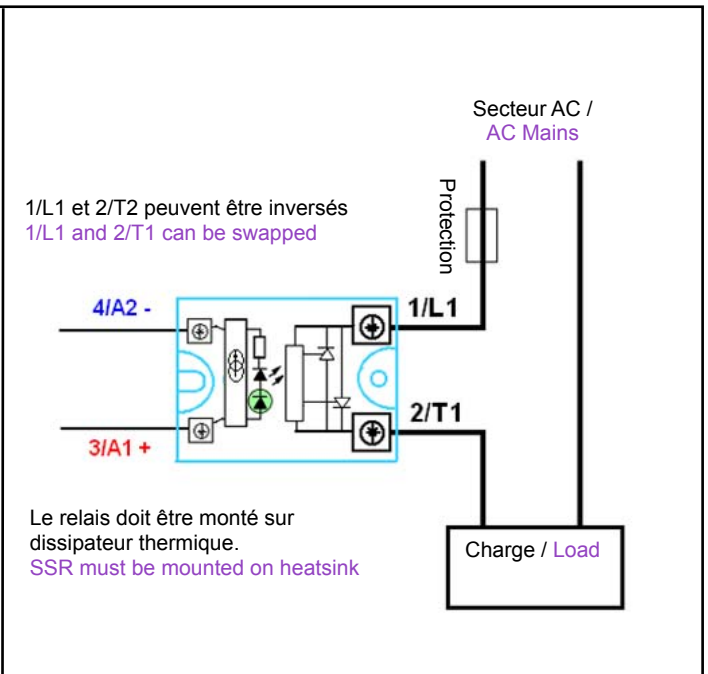 Secteur AC /
AC Mains
Protection
1/L1 et 2/T2 peuvent être inversés
1/L1 and 2/T1 can be swapped
4/A2 -
1/L1
2/T1
3/A1 +
Le relais doit être monté sur
dissipateur thermique.
SSR must be mounted on heatsink
Charge / Load